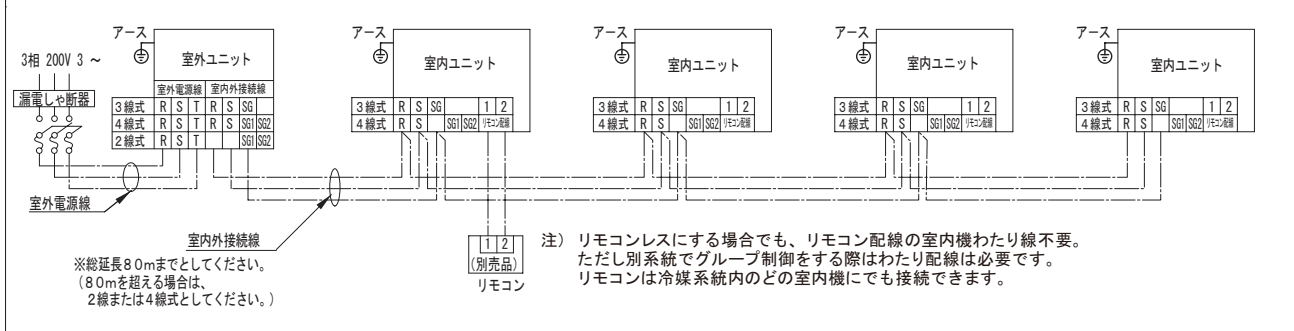 3相 200V 3 ~
漏電しゃ断器
アース
室外ユニット
室外電源線 室内外接続線
3線式 R S T R S SG
4線式 R S T R S SG1 SG2
2線式 R S T SG1 SG2
アース
室内ユニット
3線式 R S SG 1 2
4線式 R S SG1 SG2 リモコン配線
アース
室内ユニット
3線式 R S SG 1 2
4線式 R S SG1 SG2 リモコン配線
アース
室内ユニット
3線式 R S SG 1 2
4線式 R S SG1 SG2 リモコン配線
アース
室内ユニット
3線式 R S SG 1 2
4線式 R S SG1 SG2 リモコン配線
室外電源線
室内外接続線
※総延長80mまでとしてください。
(80mを超える場合は、
2線または4線式としてください。)
1 2
(別売品)
リモコン
注) リモコンレスにする場合でも、リモコン配線の室内機わたり線不要。
ただし別系統でグループ制御をする際はわたり配線は必要です。
リモコンは冷媒系統内のどの室内機にでも接続できます。